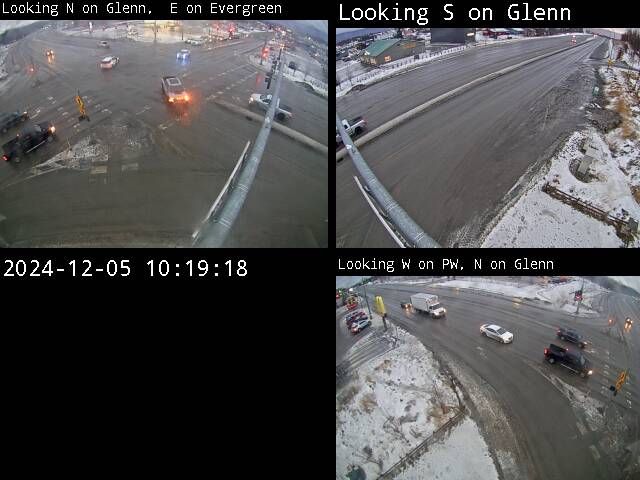 Looking N on Glenn, E on Evergreen
Looking S on Glenn
2024-12-05 10:19:18
Looking W on PW, N on Glenn